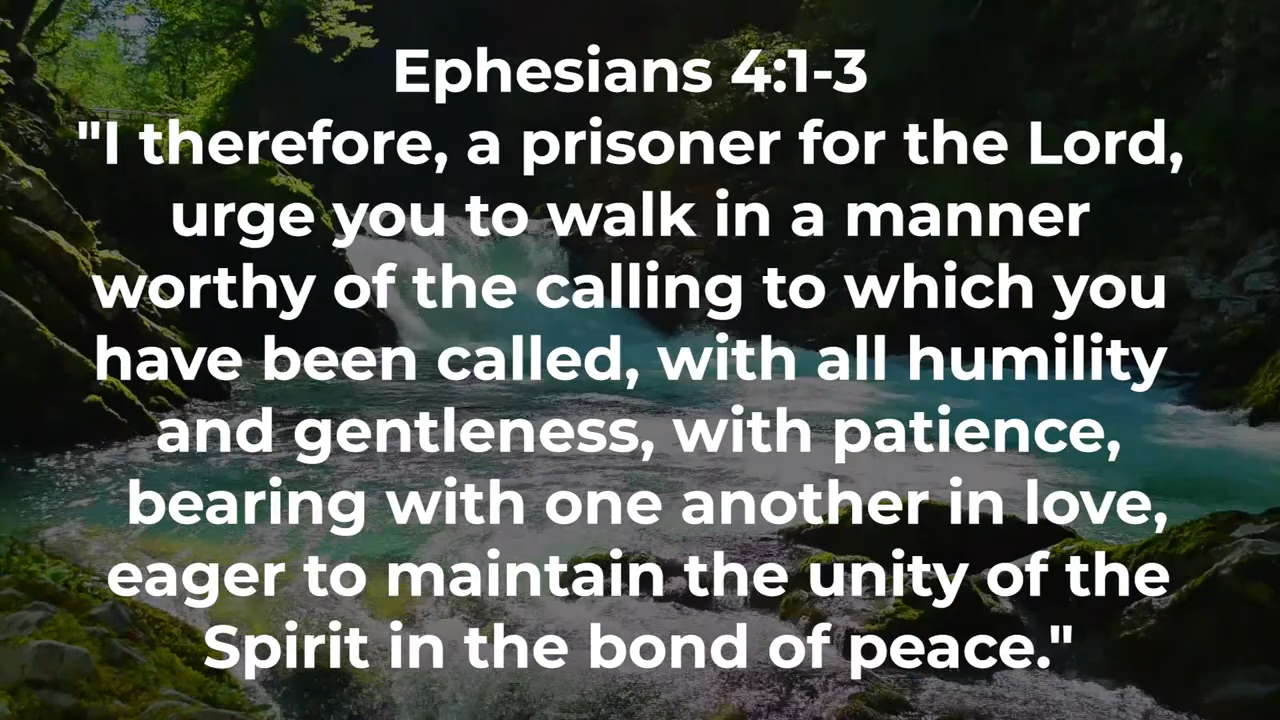 Ephesians 4:1-3
"I therefore, a prisoner for the Lord,
urge you to walk in a manner
worthy of the calling to which you
have been called, with all humility
and gentleness, with patience,
bearing with one another in love,
eager to maintain the unity of the
Spirit in the bond of peace."